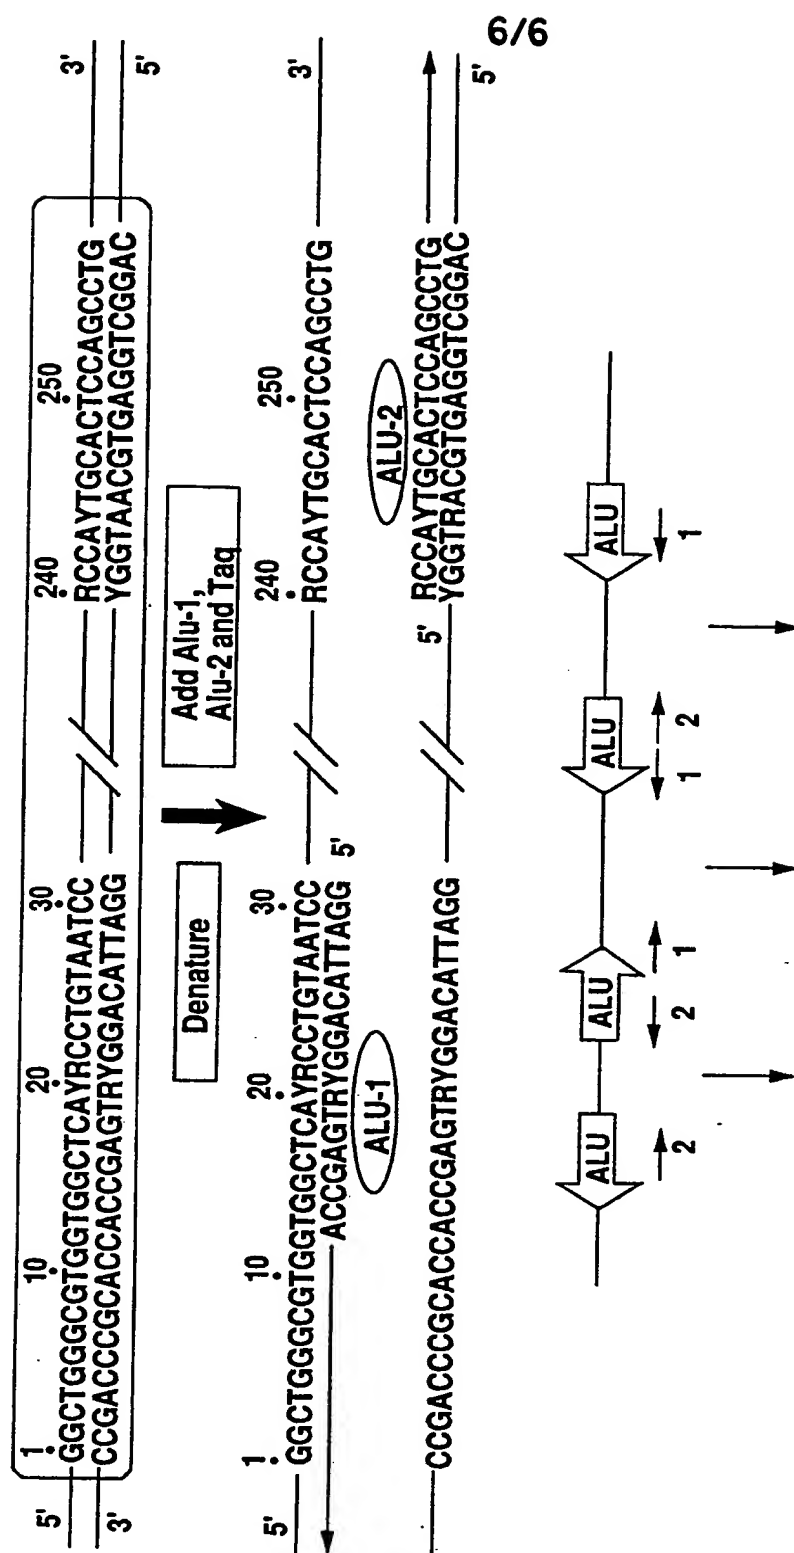 6/6
5' 3'
1 10 20 30 240 250
GGCTGGGCGTGGTGGCTCAYRCCTGTAATCC RCCAYTGCACTCCAGCCTG
CCGACCCGCACCACCGAGTRYGGACATTAGG YGGTAACGTGAGGTCGGAC
3' 5'
Denature
Add Alu-1,
Alu-2 and Taq
1 10 20 30 240 250
5' GGCTGGGCGTGGTGGCTCAYRCCTGTAATCC RCCAYTGCACTCCAGCCTG 3'
ACCGAGTRYGGACATTAGG 5'
ALU-1
ALU-2
5' RCCAYTGCACTCCAGCCTG
CCGACCCGCACCACCGAGTRYGGACATTAGG YGGTRACGTGAGGTCGGAC 5'
ALU ALU ALU ALU
2 2 1 1 2 1